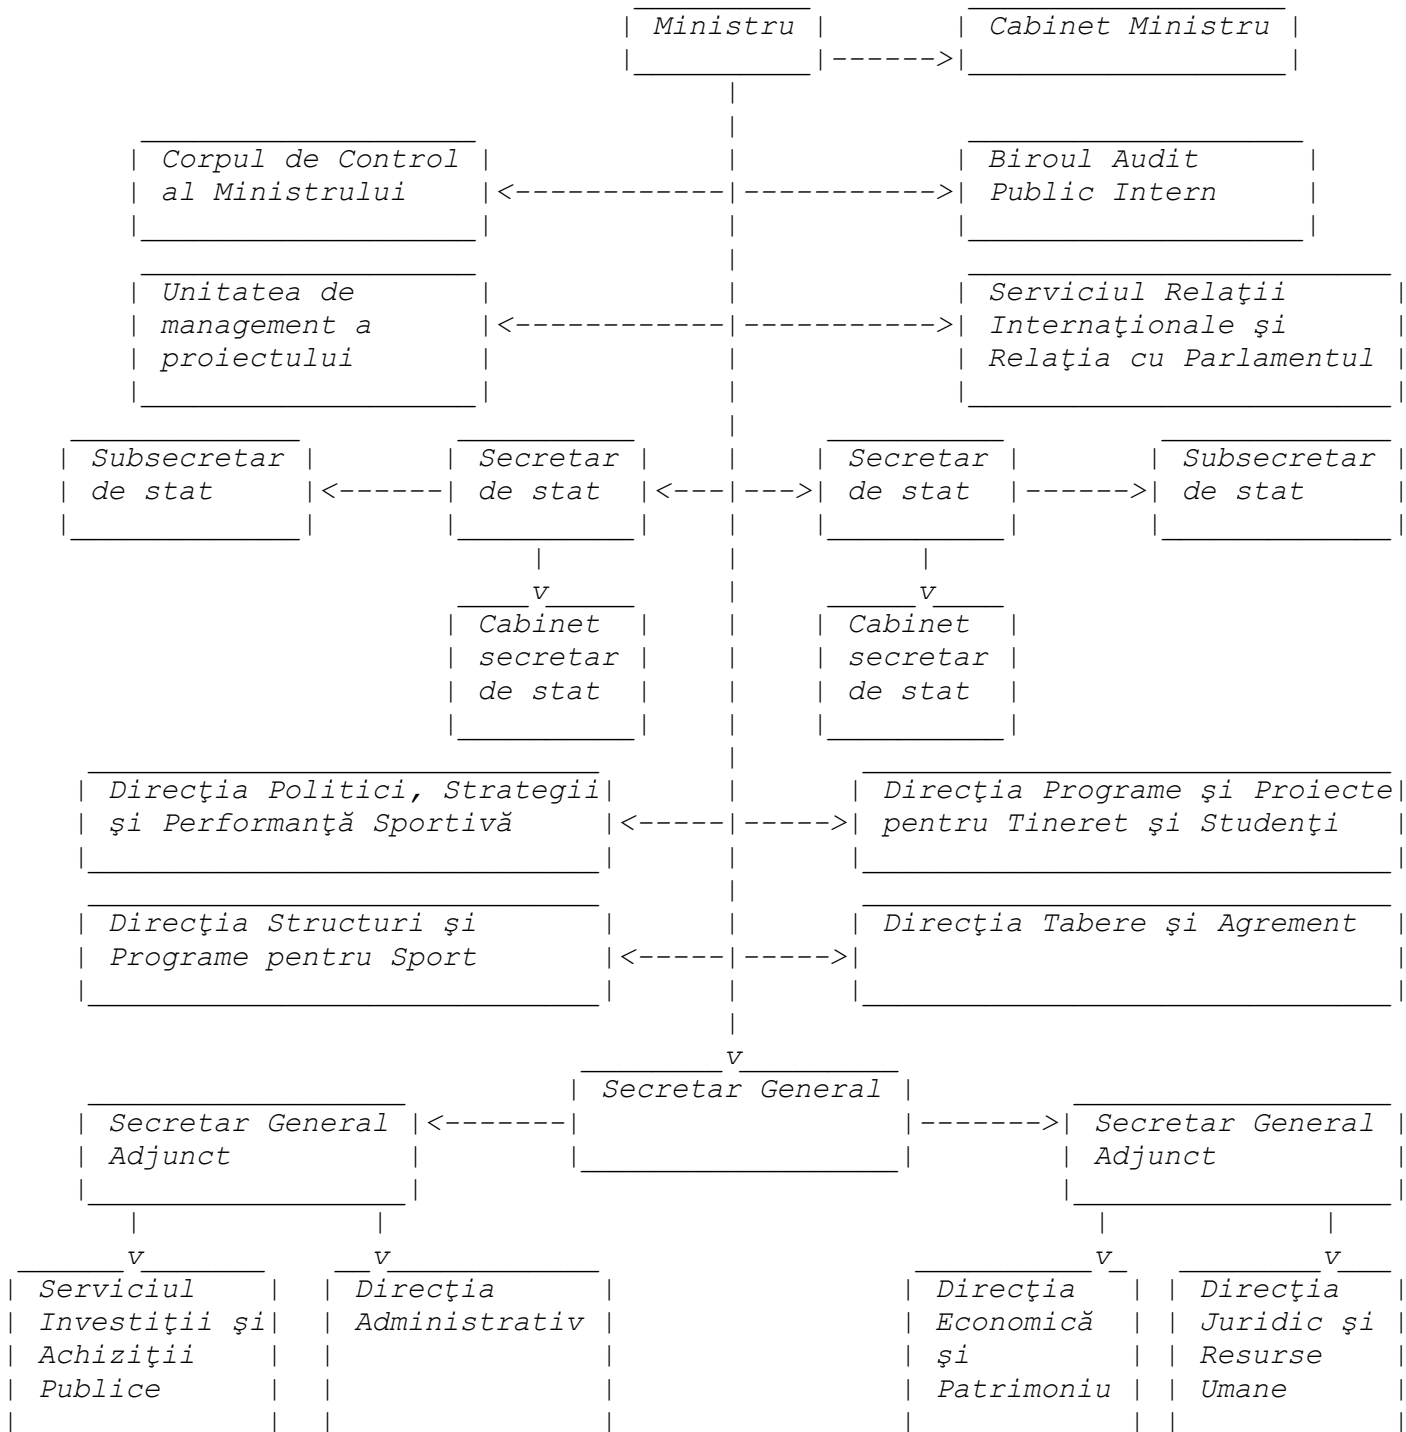 Ministru
Cabinet Ministru
Corpul de Control
al Ministrului
Biroul Audit
Public Intern
Unitatea de
management a
proiectului
Serviciul Relaţii
Internaţionale şi
Relaţia cu Parlamentul
Subsecretar
de stat
Secretar
de stat
Secretar
de stat
Subsecretar
de stat
Cabinet
secretar
de stat
Cabinet
secretar
de stat
Direcţia Politici, Strategii
şi Performanţă Sportivă
Direcţia Programe şi Proiecte
pentru Tineret şi Studenţi
Direcţia Structuri şi
Programe pentru Sport
Direcţia Tabere şi Agrement
Secretar General
Secretar General
Adjunct
Secretar General
Adjunct
Serviciul
Investiţii şi
Achiziţii
Publice
Direcţia
Administrativ
Direcţia
Economică
şi
Patrimoniu
Direcţia
Juridic şi
Resurse
Umane